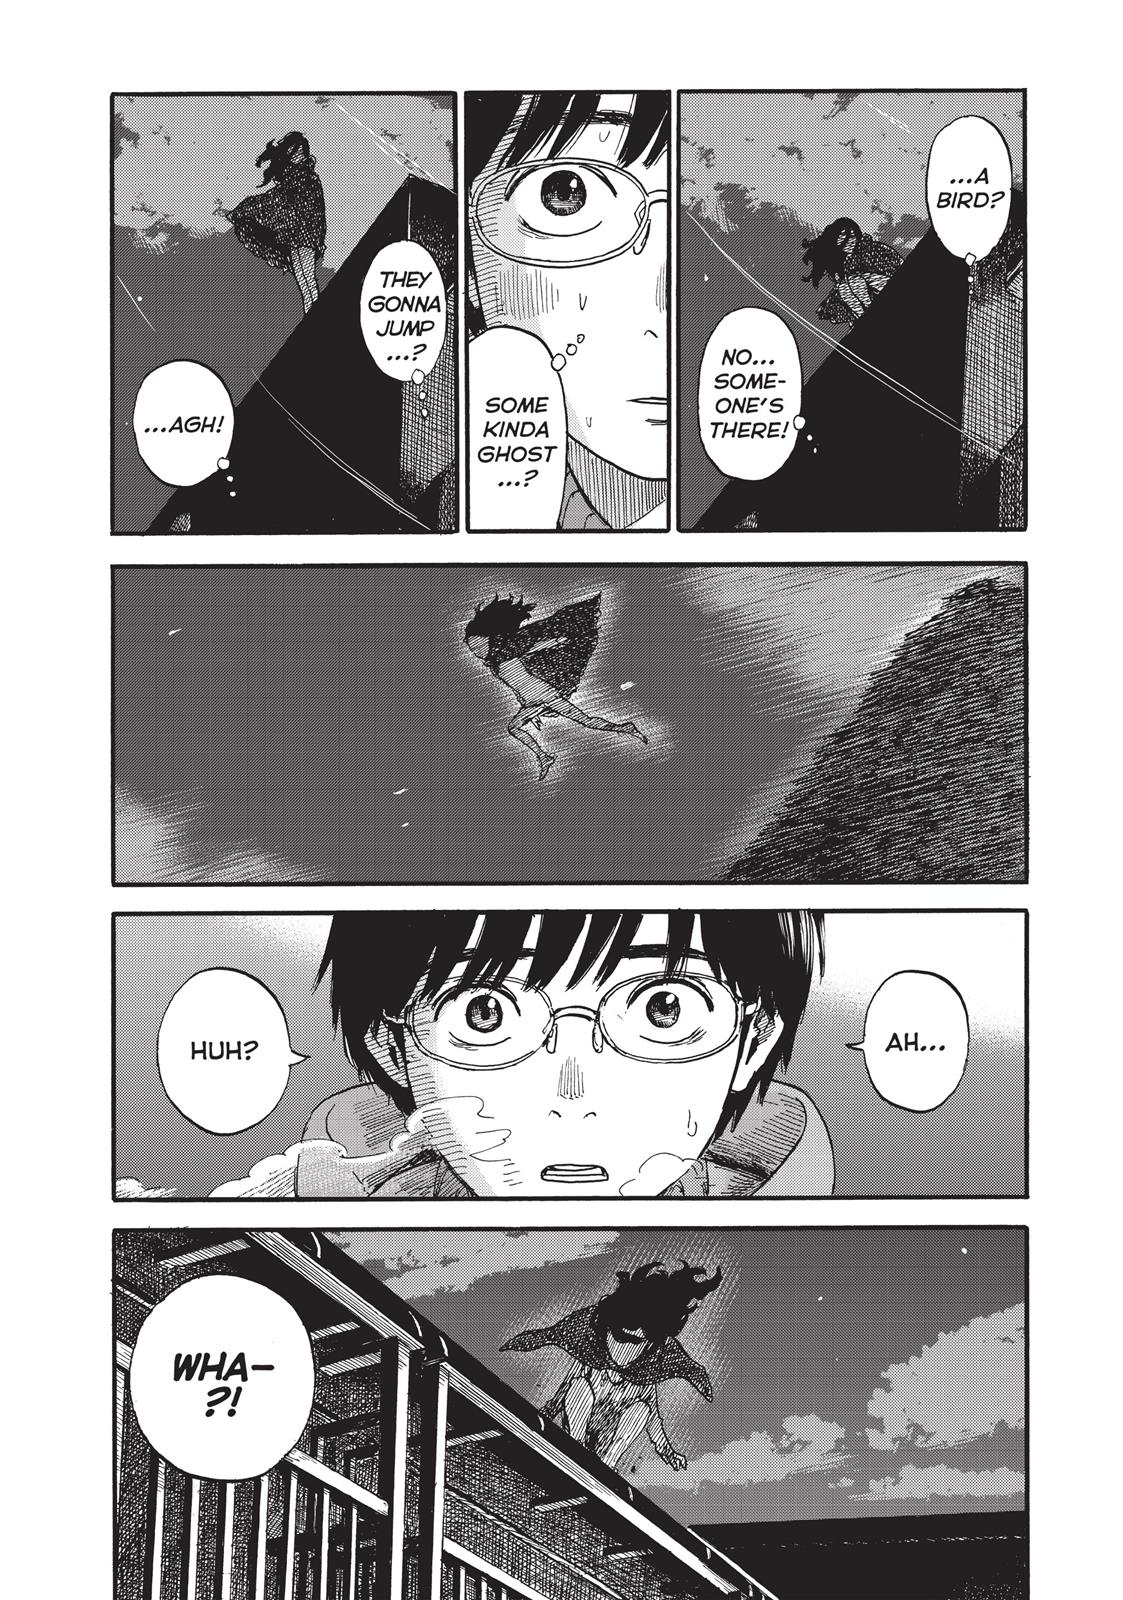 ...A
BIRD?
NO...
SOME-
ONE'S
THERE!
SOME
KINDA
GHOST
...?
THEY
GONNA
JUMP
...?
...AGH!
AH...
HUH?
WHA–
?!